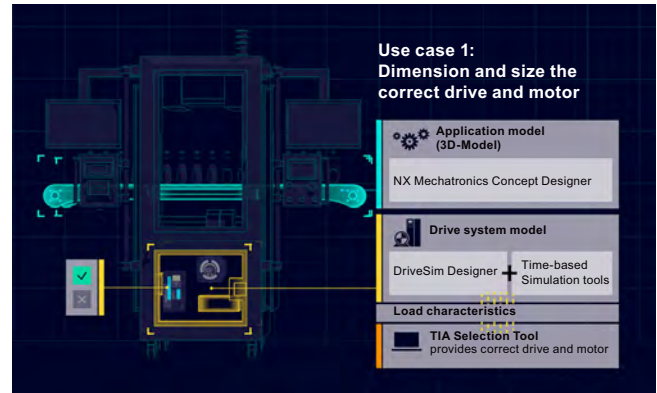 Use case 1:
Dimension and size the
correct drive and motor
Application model
(3D-Model)
NX Mechatronics Concept Designer
Drive system model
DriveSim Designer
+
Time-based
Simulation tools
Load characteristics
TIA Selection Tool
provides correct drive and motor